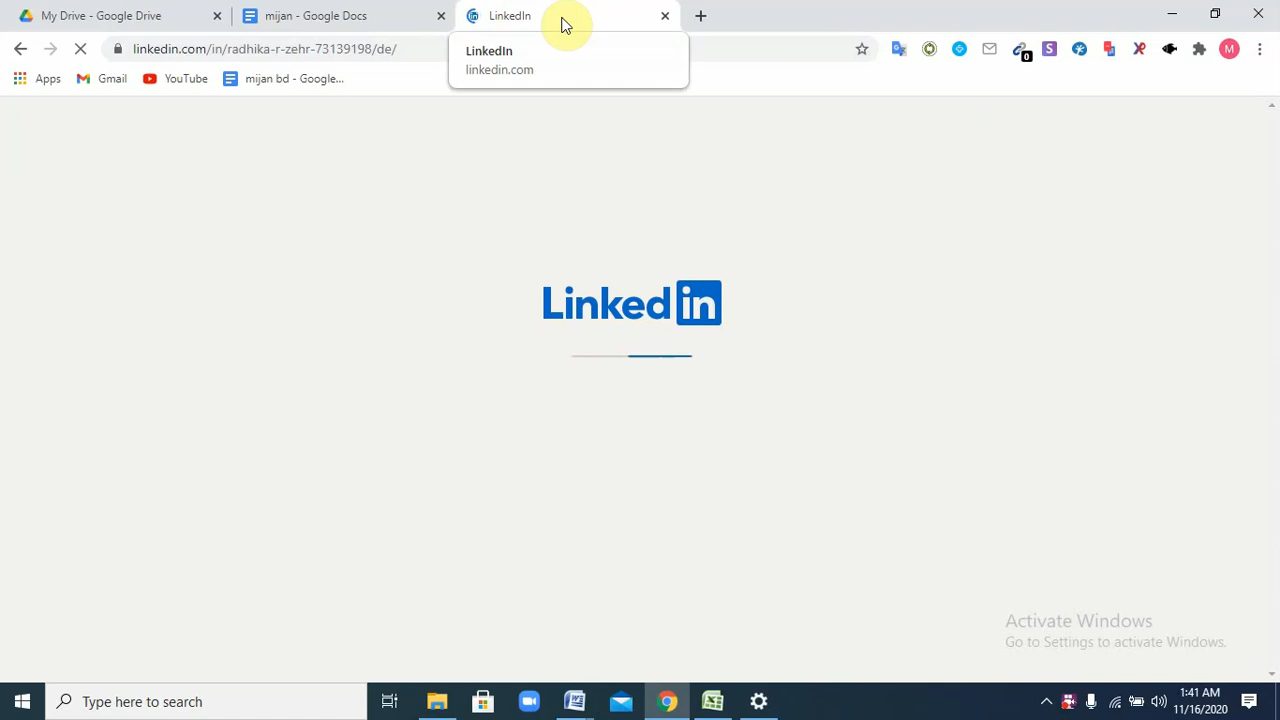 My Drive - Google Drive
mijan - Google Docs
LinkedIn
linkedin.com/in/radhika-r-zehr-73139198/de/
LinkedIn
linkedin.com
0
S
M
Apps
Gmail
YouTube
mijan bd - Google...
Linked in
Activate Windows
Go to Settings to activate Windows.
Type here to search
1:41 AM
11/16/2020